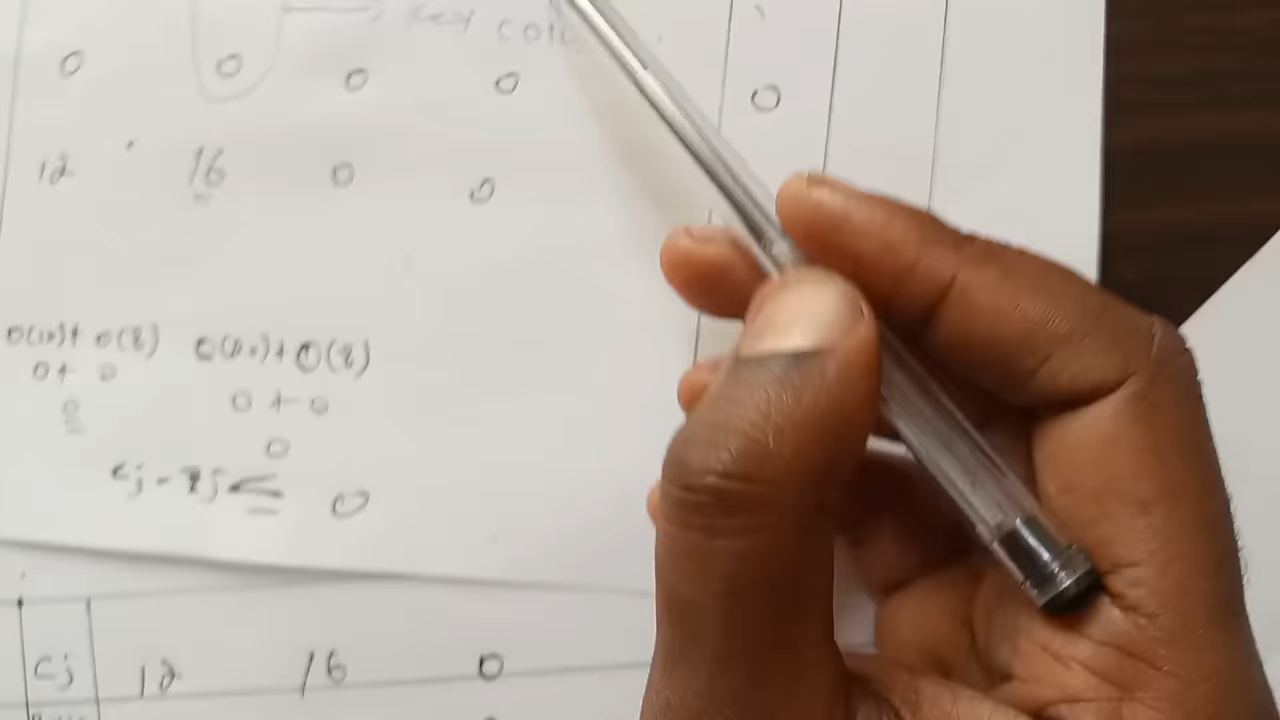 key
0 0 0 0 0
12 16 0 0
0(10)+ 0(8) 0(20)+0(8)
0+ 0 0 + 0
0 0
cj - zj ≤ 0
cj 12 16 0